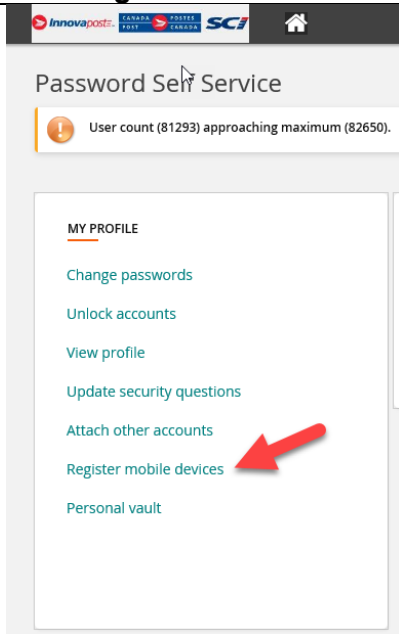 innovapost CANADA POST POSTES CANADA SCI
Password Self Service
User count (81293) approaching maximum (82650).
MY PROFILE
Change passwords
Unlock accounts
View profile
Update security questions
Attach other accounts
Register mobile devices
Personal vault